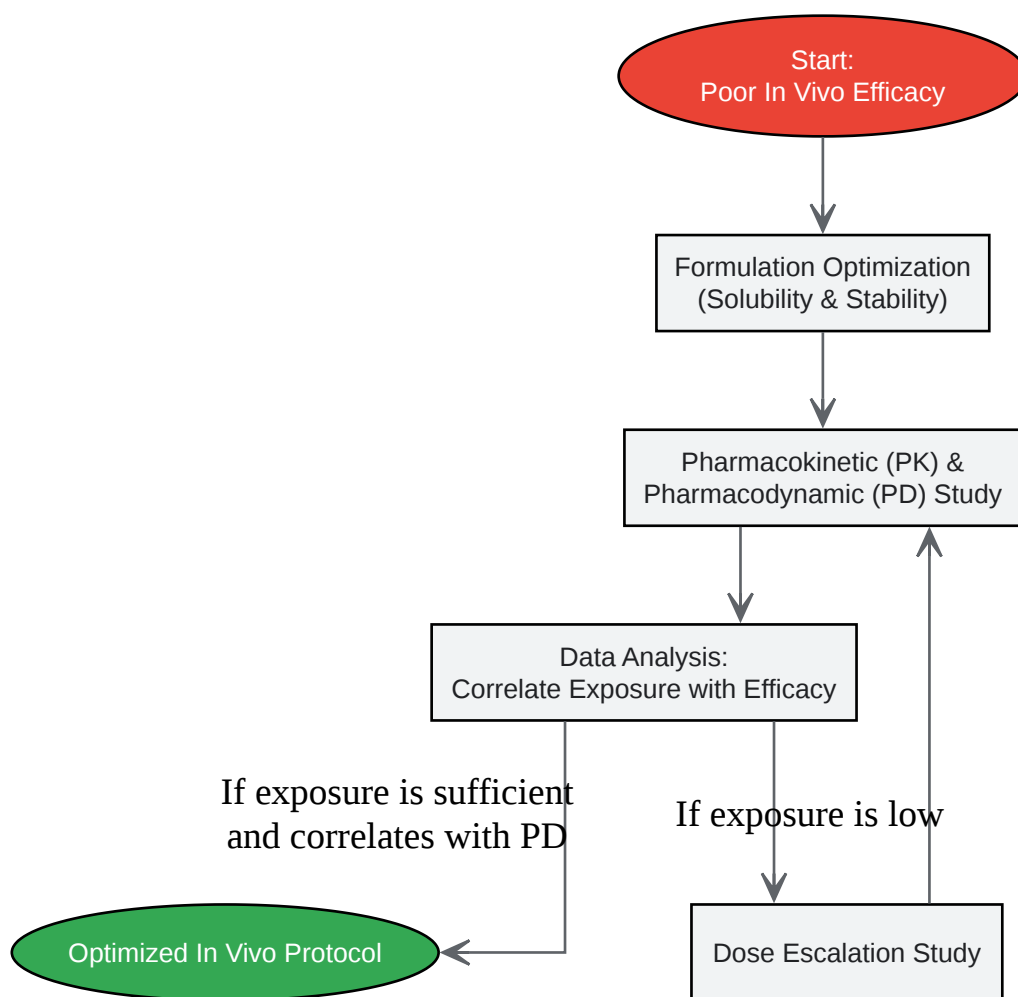 Start:
Poor In Vivo Efficacy
Formulation Optimization
(Solubility & Stability)
Pharmacokinetic (PK) &
Pharmacodynamic (PD) Study
Data Analysis:
Correlate Exposure with Efficacy
If exposure is sufficient
and correlates with PD
If exposure is low
Optimized In Vivo Protocol
Dose Escalation Study